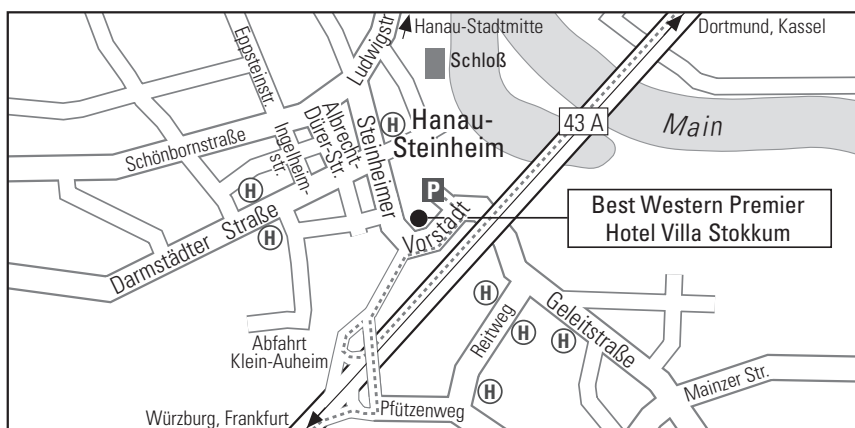 Hanau-Stadtmitte
Dortmund, Kassel
Eppsteinstr.
Ludwigstr.
Schloß
43 A
Main
Albrecht-
Dürer-Str.
Steinheimer
Hanau-
Steinheim
H
Schönbornstraße
Ingelheim-
str.
H
P
Best Western Premier
Hotel Villa Stokkum
Darmstädter Straße
H
Vorstadt
H
Geleitstraße
Reitweg
H
H
Abfahrt
Klein-Auheim
Mainzer Str.
H
Würzburg, Frankfurt
Pfützenweg